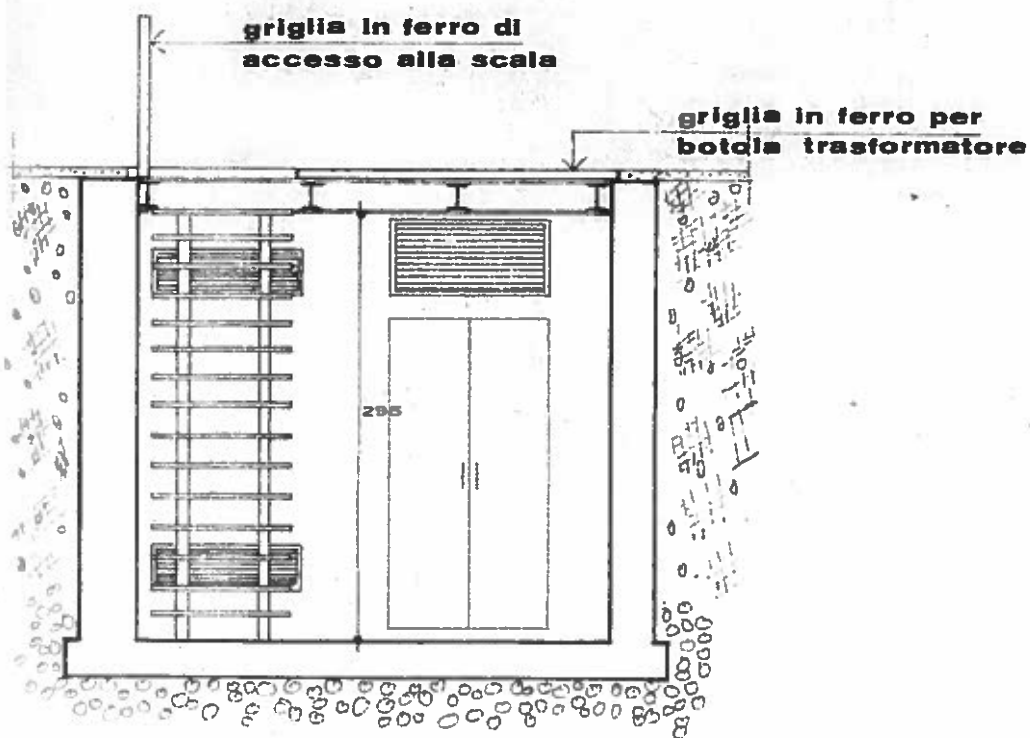 griglia in ferro di
accesso alla scala
griglia in ferro per
botola trasformatore
295